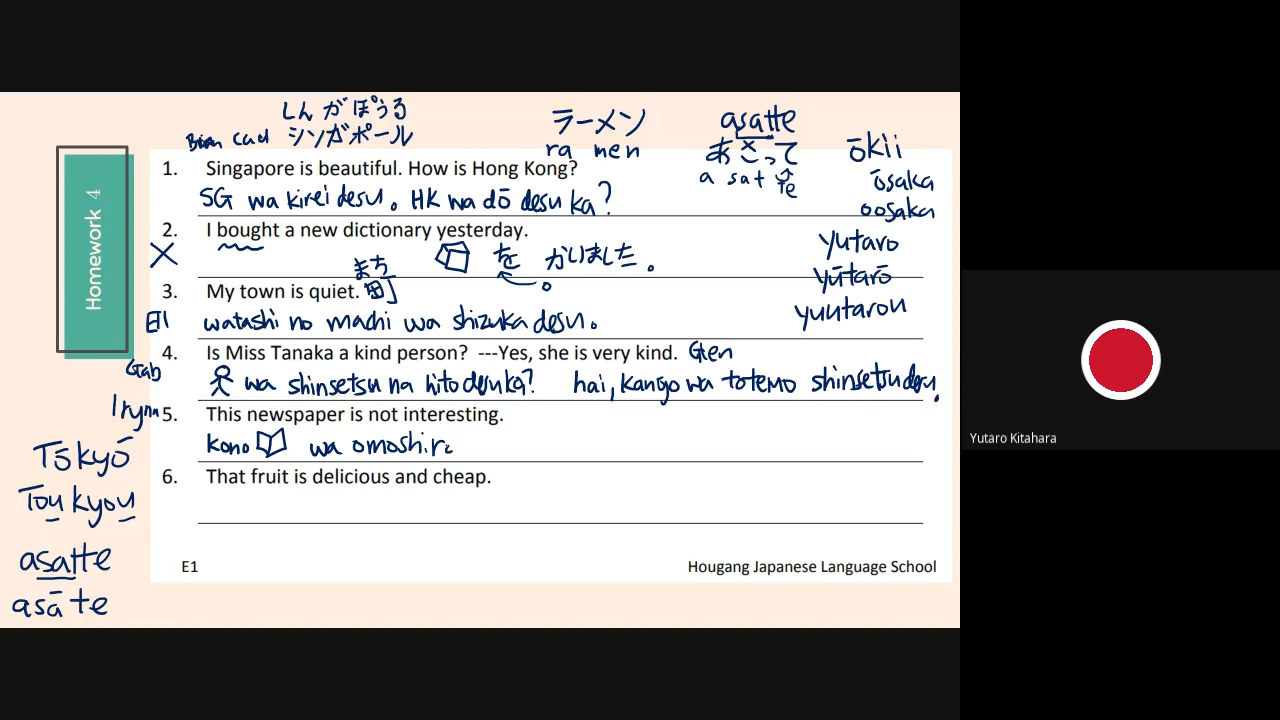 しんがぽうる
シンガポール
ラーメン
ra men
asatte
あさって
a sat te
ōkii
ōsaka
oosaka
yutaro
yūtarō
yuutarou
Homework 4
1. Singapore is beautiful. How is Hong Kong?
SG wa kirei desu. HK wa dō desu ka?
2. I bought a new dictionary yesterday.
を かいました。
3. My town is quiet. 町
まち
watashi no machi wa shizuka desu.
4. Is Miss Tanaka a kind person? ---Yes, she is very kind. Glen
Gab
wa shinsetsu na hito desu ka? hai, kanojo wa totemo shinsetsu desu.
Iryna
5. This newspaper is not interesting.
kono wa omoshir
6. That fruit is delicious and cheap.
Tōkyō
Toukyou
asatte
asāte
E1
Hougang Japanese Language School
Yutaro Kitahara